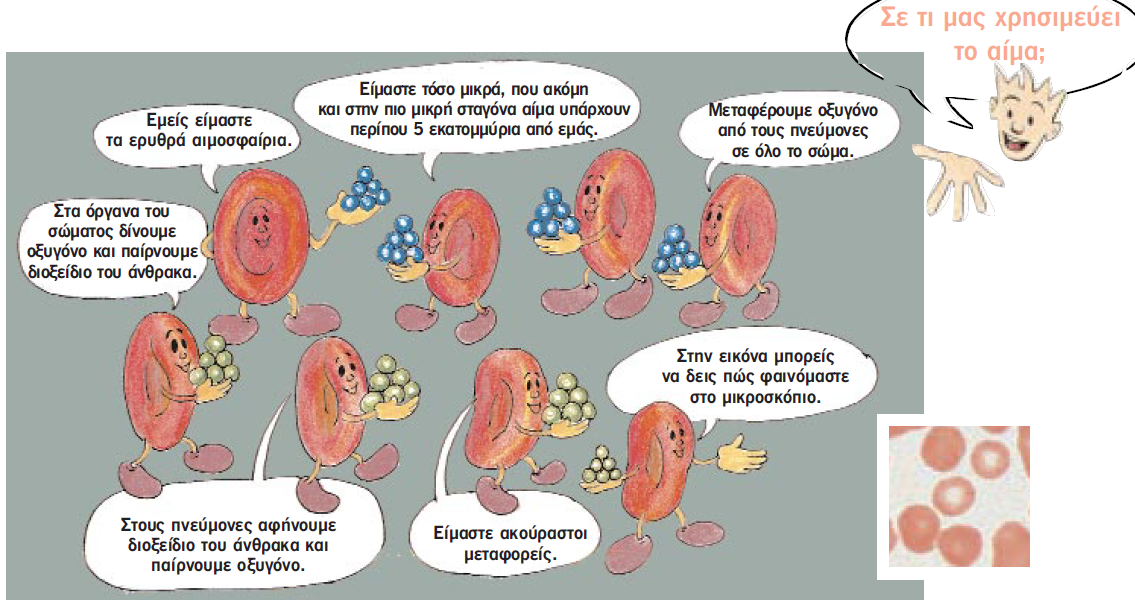 Σε τι μας χρησιμεύει
το αίμα;
Εμείς είμαστε
τα ερυθρά αιμοσφαίρια.
Είμαστε τόσο μικρά, που ακόμη
και στην πιο μικρή σταγόνα αίμα υπάρχουν
περίπου 5 εκατομμύρια από εμάς.
Μεταφέρουμε οξυγόνο
από τους πνεύμονες
σε όλο το σώμα.
Στα όργανα του
σώματος δίνουμε
οξυγόνο και παίρνουμε
διοξείδιο του άνθρακα.
Στους πνεύμονες αφήνουμε
διοξείδιο του άνθρακα και
παίρνουμε οξυγόνο.
Είμαστε ακούραστοι
μεταφορείς.
Στην εικόνα μπορείς
να δεις πώς φαινόμαστε
στο μικροσκόπιο.